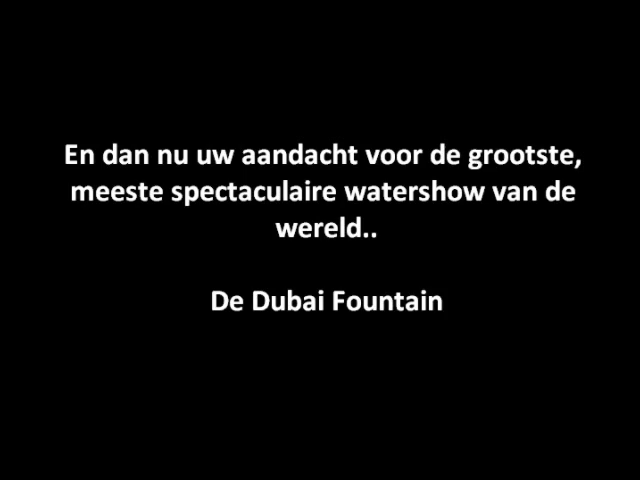 En dan nu uw aandacht voor de grootste,
meeste spectaculaire watershow van de
wereld..
De Dubai Fountain